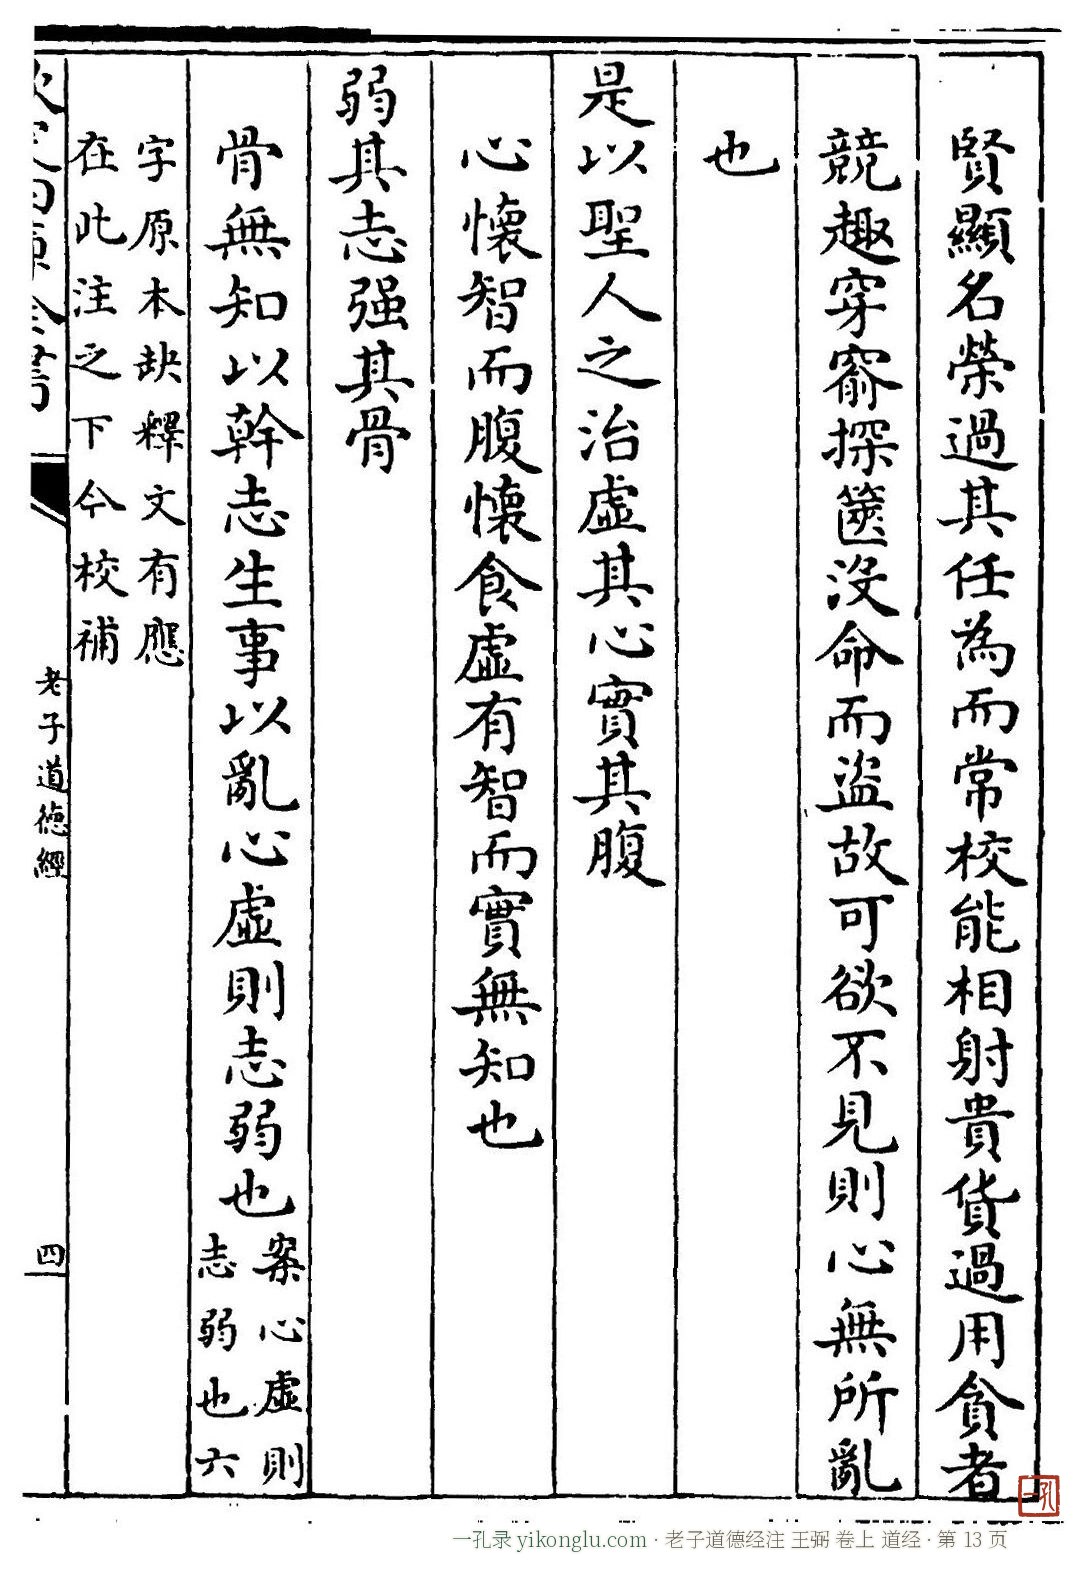 賢顯名榮過其任為而常校能相射貴貨過用貪者
競趣穿窬探篋没命而盜故可欲不見則心無所亂
也
是以聖人之治虛其心實其腹
心懷智而腹懷食虛有智而實無知也
弱其志强其骨
骨無知以幹志生事以亂心虛則志弱也
案心虛則
志弱也六
字原本缺釋文有應
在此注之下今校補
老子道德經
四
一孔录 yikonglu.com · 老子道德经注 王弼 卷上 道经 · 第 13 页